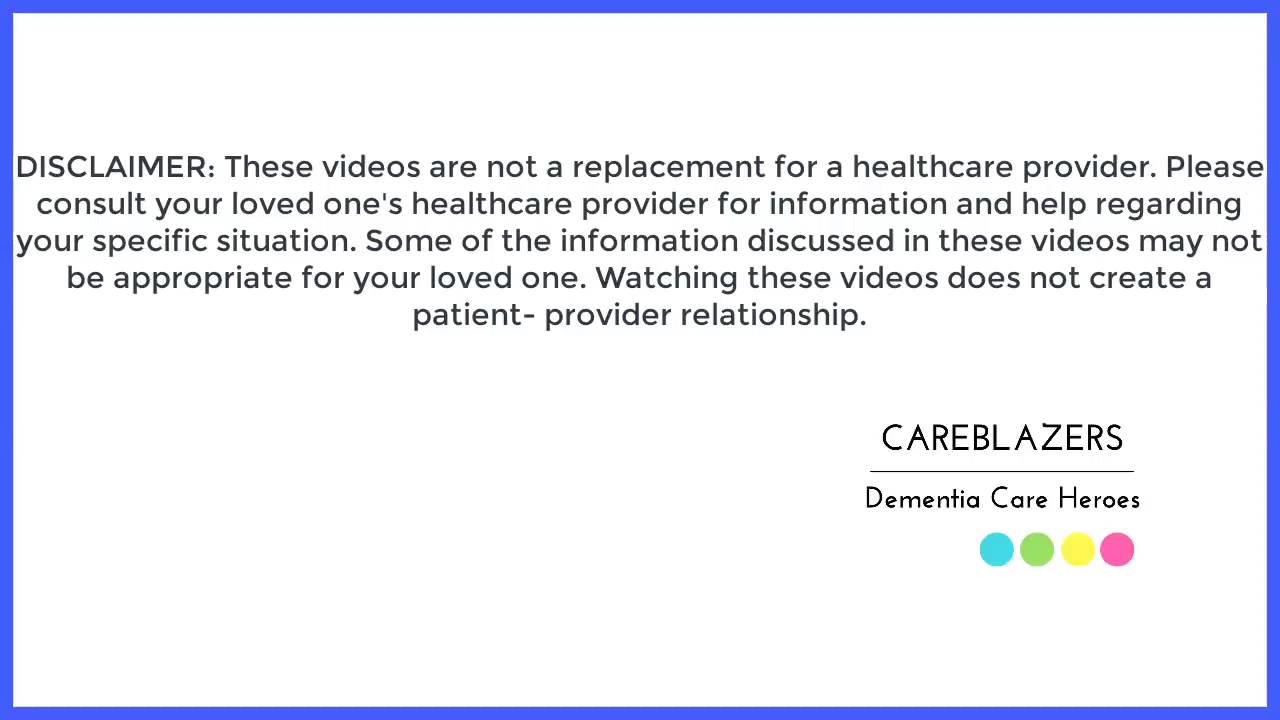 DISCLAIMER: These videos are not a replacement for a healthcare provider. Please
consult your loved one's healthcare provider for information and help regarding
your specific situation. Some of the information discussed in these videos may not
be appropriate for your loved one. Watching these videos does not create a
patient- provider relationship.
CAREBLAZERS
Dementia Care Heroes